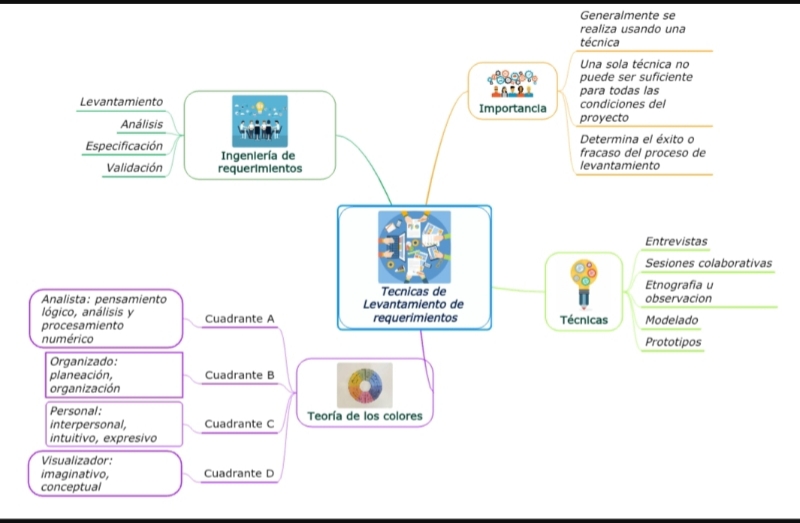 Tecnicas de
Levantamiento de
requerimientos
Ingeniería de
requerimientos
Levantamiento
Análisis
Especificación
Validación
Importancia
Generalmente se
realiza usando una
técnica
Una sola técnica no
puede ser suficiente
para todas las
condiciones del
proyecto
Determina el éxito o
fracaso del proceso de
levantamiento
Técnicas
Entrevistas
Sesiones colaborativas
Etnografia u
observacion
Modelado
Prototipos
Teoría de los colores
Cuadrante A
Analista: pensamiento
lógico, análisis y
procesamiento
numérico
Cuadrante B
Organizado:
planeación,
organización
Cuadrante C
Personal:
interpersonal,
intuitivo, expresivo
Cuadrante D
Visualizador:
imaginativo,
conceptual